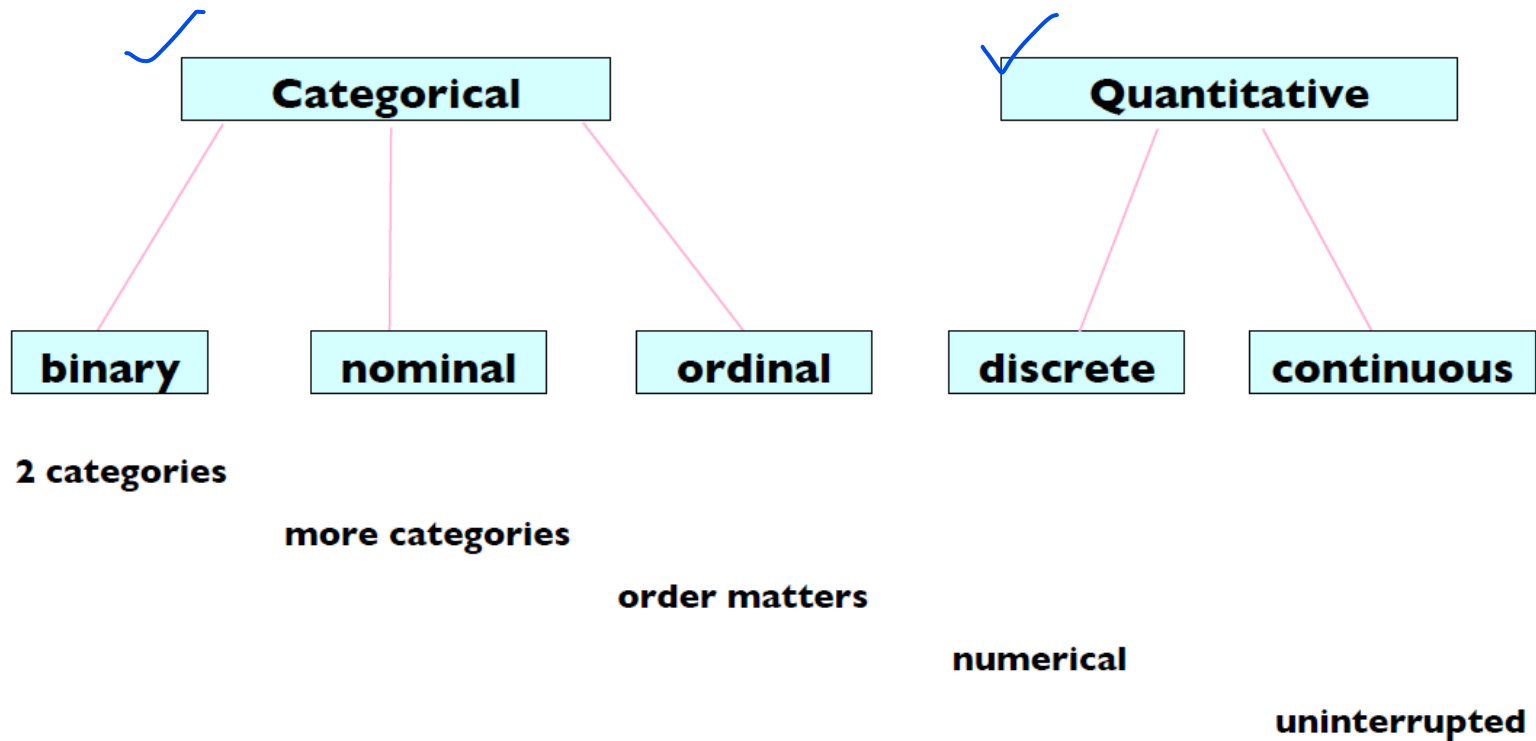 Categorical
Quantitative
binary
nominal
ordinal
discrete
continuous
2 categories
more categories
order matters
numerical
uninterrupted